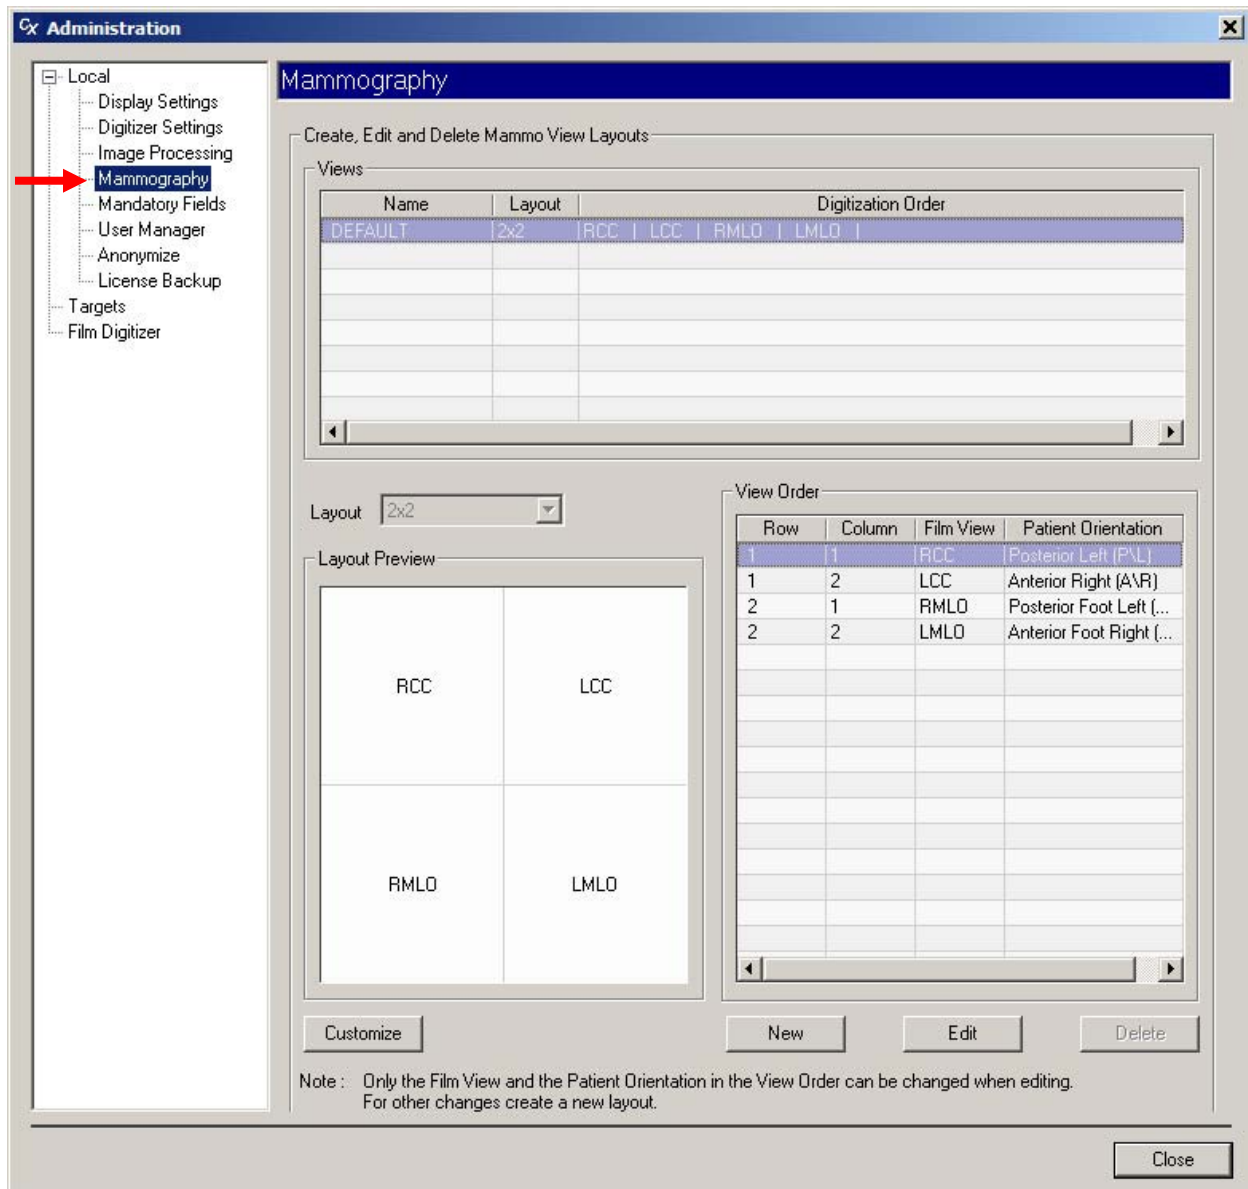 Cx Administration
Local
Display Settings
Digitizer Settings
Image Processing
Mammography
Mandatory Fields
User Manager
Anonymize
License Backup
Targets
Film Digitizer
Mammography
Create, Edit and Delete Mammo View Layouts
Views
Name Layout Digitization Order
DEFAULT 2x2 RCC | LCC | RMLO | LMLO |
Layout 2x2
Layout Preview
RCC LCC
RMLO LMLO
View Order
Row Column Film View Patient Orientation
1 1 RCC Posterior Left (P\L)
1 2 LCC Anterior Right (A\R)
2 1 RMLO Posterior Foot Left (...
2 2 LMLO Anterior Foot Right (...
Customize New Edit Delete
Note : Only the Film View and the Patient Orientation in the View Order can be changed when editing.
For other changes create a new layout.
Close